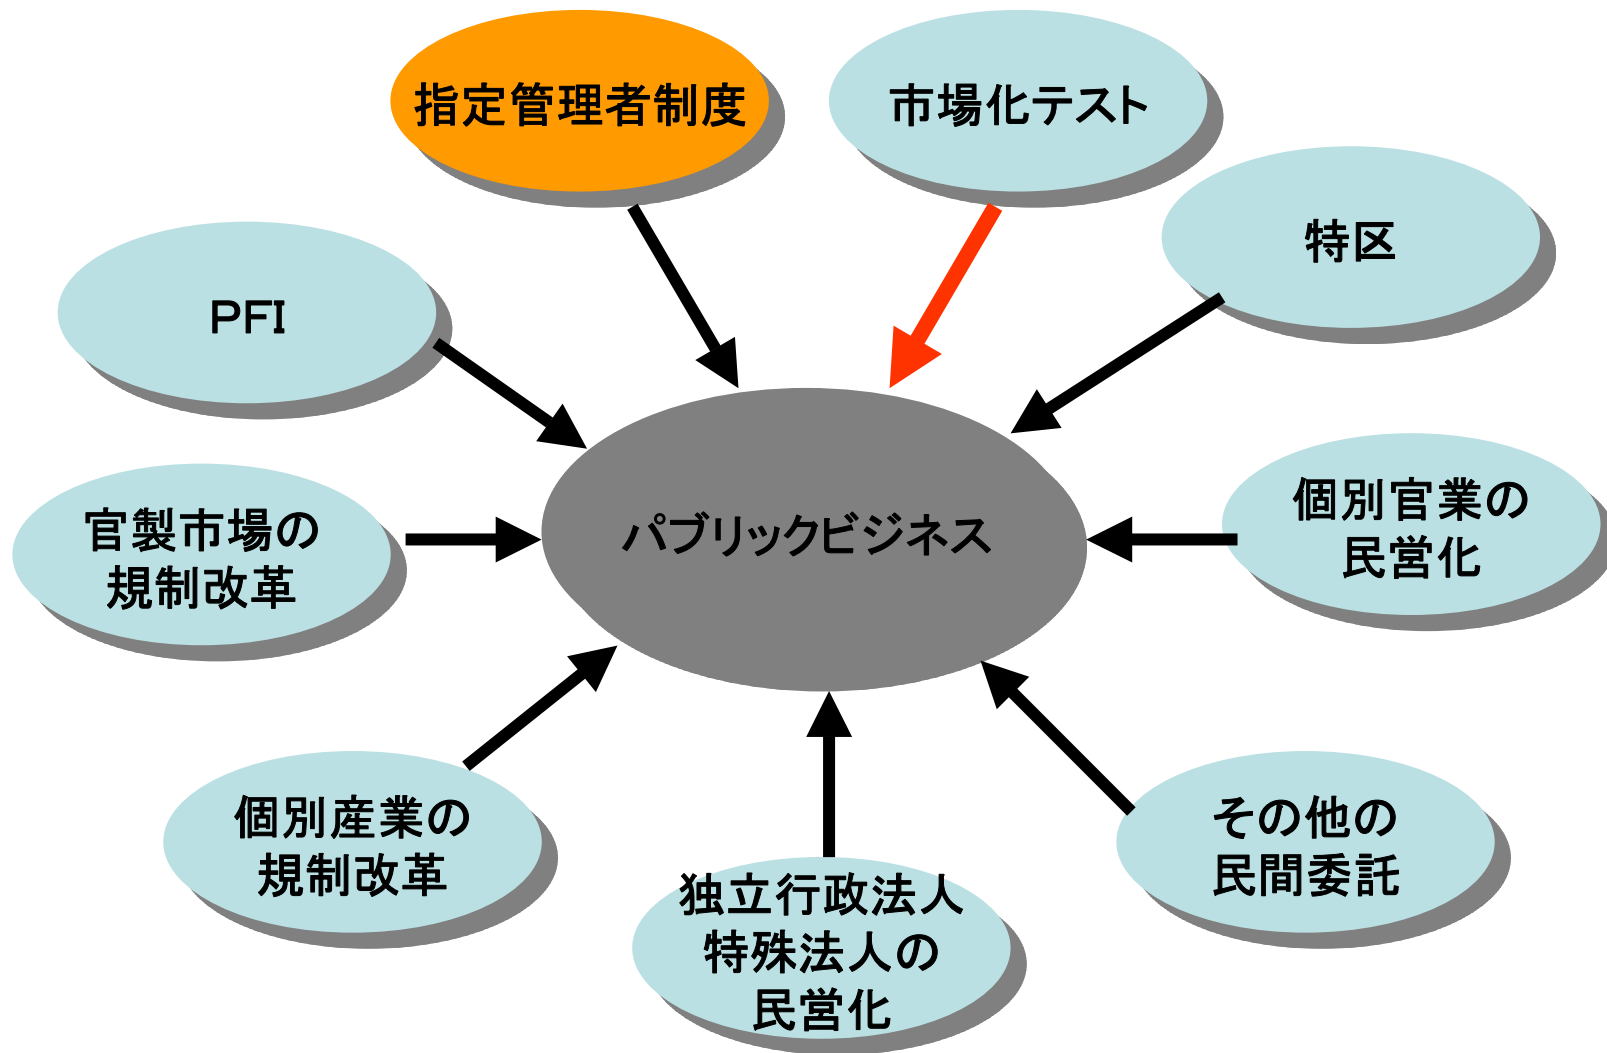 指定管理者制度
市場化テスト
特区
PFI
パブリックビジネス
官製市場の
規制改革
個別官業の
民営化
個別産業の
規制改革
独立行政法人
特殊法人の
民営化
その他の
民間委託